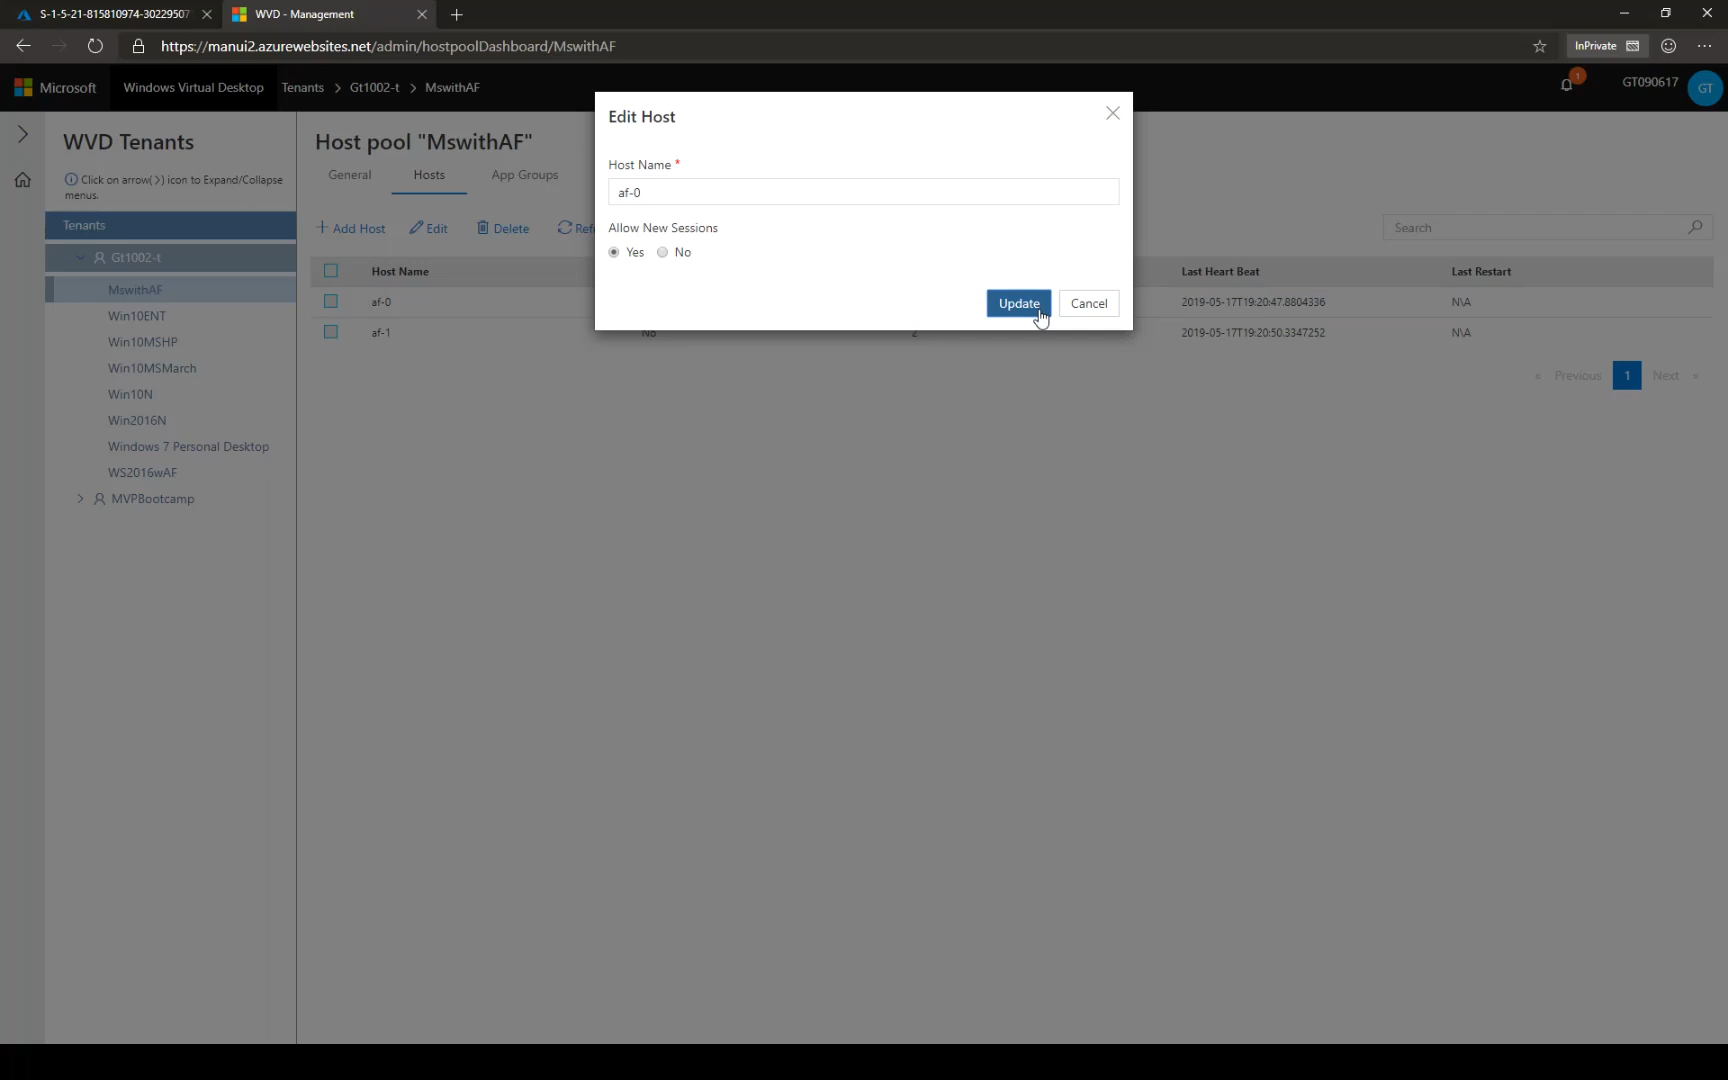 S-1-5-21-815810974-30229507
WVD - Management
https://manui2.azurewebsites.net/admin/hostpoolDashboard/MswithAF
InPrivate
Microsoft
Windows Virtual Desktop
Tenants > Gt1002-t > MswithAF
1
GT090617
GT
WVD Tenants
Click on arrow(>) icon to Expand/Collapse
menus.
Tenants
Gt1002-t
MswithAF
Win10ENT
Win10MSHP
Win10MSMarch
Win10N
Win2016N
Windows 7 Personal Desktop
WS2016wAF
MVPBootcamp
Host pool "MswithAF"
General
Hosts
App Groups
Add Host
Edit
Delete
Refr
Search
Host Name
Last Heart Beat
Last Restart
af-0
2019-05-17T19:20:47.8804336
N\A
af-1
No
2
2019-05-17T19:20:50.3347252
N\A
« Previous 1 Next »
Edit Host
Host Name *
af-0
Allow New Sessions
Yes
No
Update
Cancel